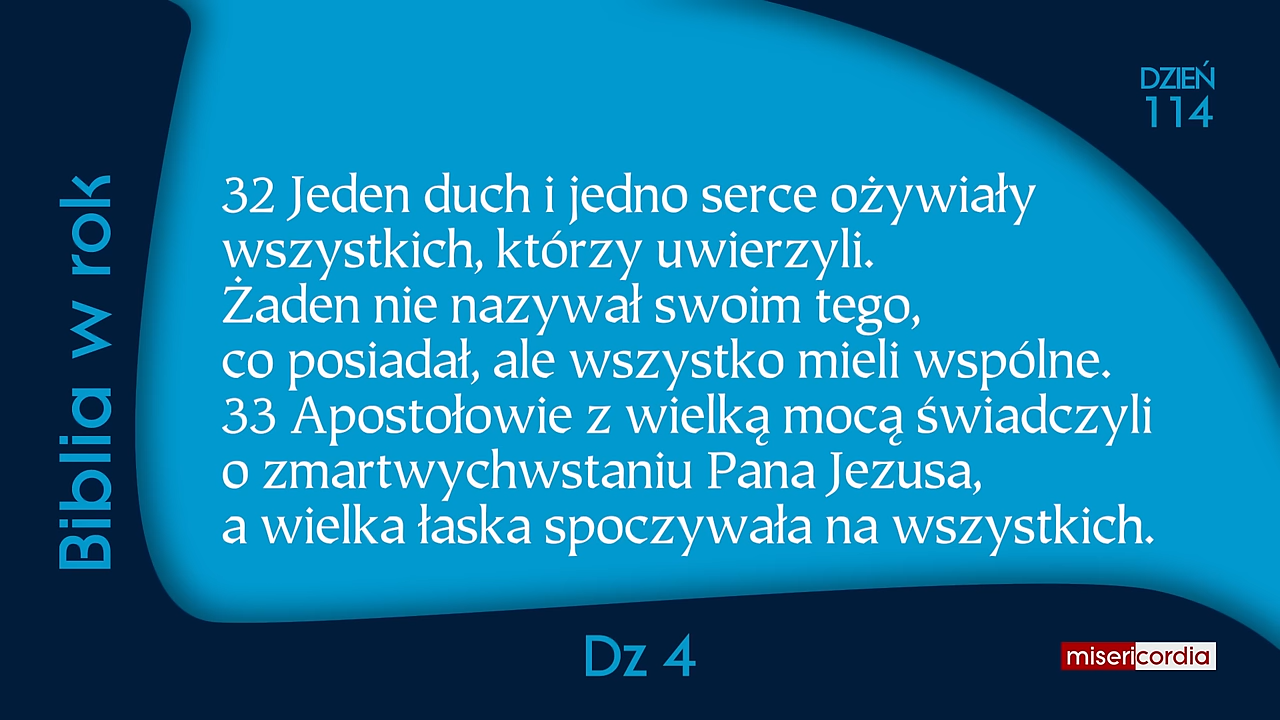 DZIEŃ
114
Biblia w rok
32 Jeden duch i jedno serce ożywiały
wszystkich, którzy uwierzyli.
Żaden nie nazywał swoim tego,
co posiadał, ale wszystko mieli wspólne.
33 Apostołowie z wielką mocą świadczyli
o zmartwychwstaniu Pana Jezusa,
a wielka łaska spoczywała na wszystkich.
Dz 4
misericordia